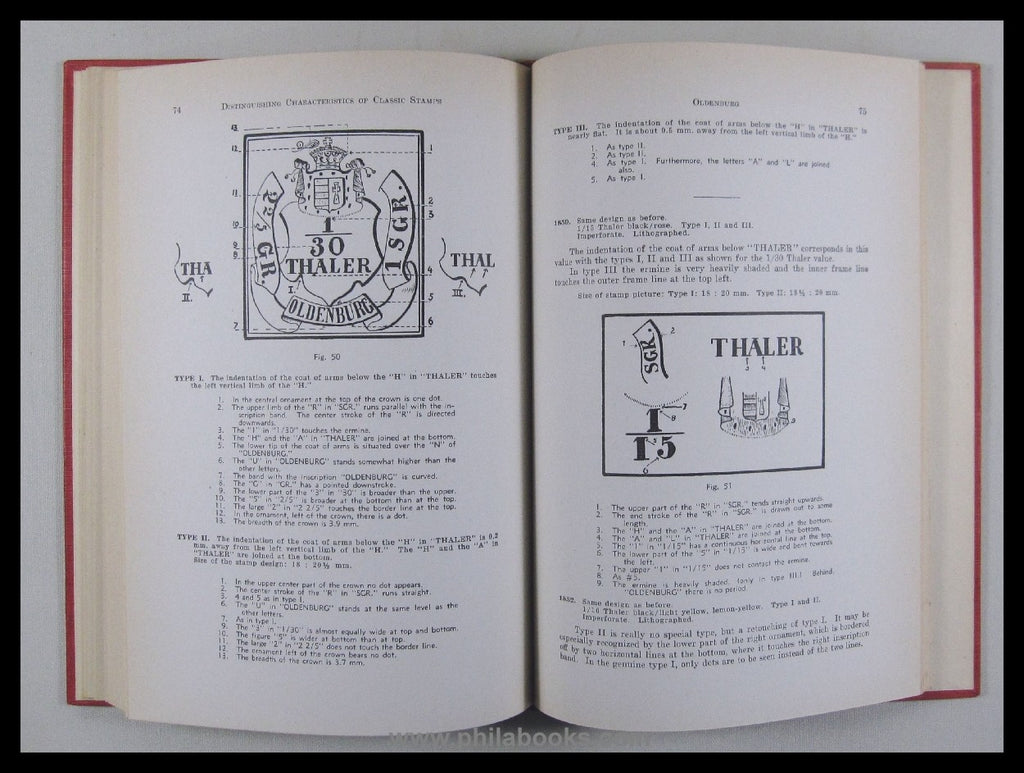 74
DISTINGUISHING CHARACTERISTICS OF CLASSIC STAMPS
2 2/5 GR.
1 SGR.
1
30
THALER
OLDENBURG
THA
II.
I.
THAL
III.
Fig. 50
TYPE I. The indentation of the coat of arms below the "H" in "THALER" touches
the left vertical limb of the "H."
1. In the central ornament at the top of the crown is one dot.
2. The upper limb of the "R" in "SGR." runs parallel with the in-
scription band. The center stroke of the "R" is directed
downwards.
3. The "1" in "1/30" touches the ermine.
4. The "H" and the "A" in "THALER" are joined at the bottom.
5. The lower tip of the coat of arms is situated over the "N" of
"OLDENBURG."
6. The "U" in "OLDENBURG" stands somewhat higher than the
other letters.
7. The band with the inscription "OLDENBURG" is curved.
8. The "G" in "GR." has a pointed downstroke.
9. The lower part of the "3" in "30" is broader than the upper.
10. The "5" in "2/5" is broader at the bottom than at the top.
11. The large "2" in "2 2/5" touches the border line at the top.
12. In the ornament, left of the crown, there is a dot.
13. The breadth of the crown is 3.9 mm.
TYPE II. The indentation of the coat of arms below the "H" in "THALER" is 0.2
mm. away from the left vertical limb of the "H." The "H" and the "A" in
"THALER" are joined at the bottom.
Size of the stamp design: 18 : 20½ mm.
1. In the upper center part of the crown no dot appears.
2. The center stroke of the "R" in "SGR." runs straight.
3. 4 and 5 as in type I.
6. The "U" in "OLDENBURG" stands at the same level as the
other letters.
7. As in type I.
9. The "3" in "1/30" is almost equally wide at top and bottom.
10. The figure "5" is wider at bottom than at top.
11. The large "2" in "2 2/5" does not touch the border line.
12. The ornament left of the crown bears no dot.
13. The breadth of the crown is 3.7 mm.
OLDENBURG
75
TYPE III. The indentation of the coat of arms below the "H" in "THALER" is
nearly flat. It is about 0.5 mm. away from the left vertical limb of the "H."
1. As type II.
2. As type II.
4. As type I. Furthermore, the letters "A" and "L" are joined
also.
5. As type I.
1859. Same design as before.
1/15 Thaler black/rose. Type I, II and III.
Imperforate. Lithographed.
The indentation of the coat of arms below "THALER" corresponds in this
value with the types I, II and III as shown for the 1/30 Thaler value.
In type III the ermine is very heavily shaded and the inner frame line
touches the outer frame line at the top left.
Size of stamp picture: Type I: 18 : 20 mm. Type II: 18½ : 20 mm.
SGR.
THALER
1
15
Fig. 51
1. The upper part of the "R" in "SGR." tends straight upwards.
2. The end stroke of the "R" in "SGR." is drawn out to some
length.
3. The "H" and the "A" in "THALER" are joined at the bottom.
4. The "A" and "L" in "THALER" are joined at the bottom.
5. The "1" in "1/15" has a continuous horizontal line at the top.
6. The lower part of the "5" in "1/15" is wide and bent towards
the left.
7. The upper "1" in "1/15" does not contact the ermine.
8. As #5.
9. The ermine is heavily shaded. (only in type III.) Behind
"OLDENBURG" there is no period.
1852. Same design as before.
1/10 Thaler black/light yellow, lemon-yellow. Type I and II.
Imperforate. Lithographed.
Type II is really no special type, but a retouching of type I. It may be
especially recognized by the lower part of the right ornament, which is bordered
off by two horizontal lines at the bottom, where it touches the right inscription
band. In the genuine type I, only dots are to be seen instead of the two lines.
www.philabooks.com